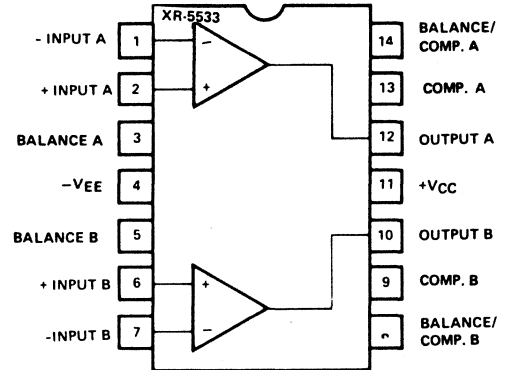 XR-5533
- INPUT A 1
+ INPUT A 2
BALANCE A 3
-VEE 4
BALANCE B 5
+ INPUT B 6
-INPUT B 7
14 BALANCE/
COMP. A
13 COMP. A
12 OUTPUT A
11 +VCC
10 OUTPUT B
9 COMP. B
BALANCE/
COMP. B
-
+
+
-